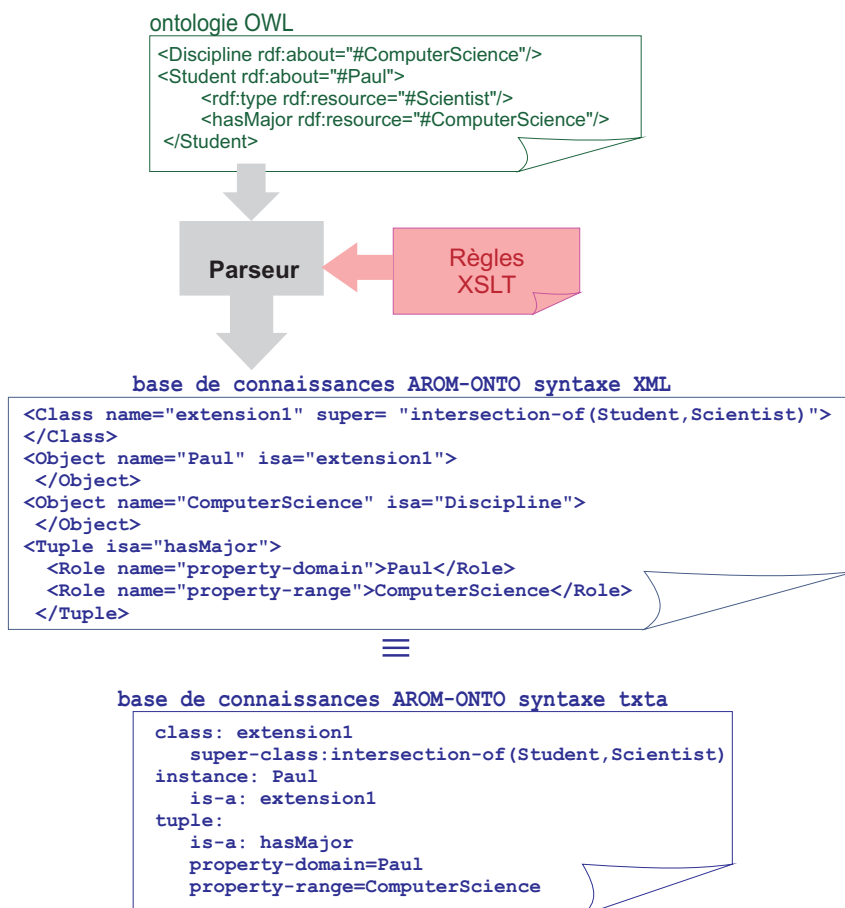 ontologie OWL
<Discipline rdf:about="#ComputerScience"/>
<Student rdf:about="#Paul">
<rdf:type rdf:resource="#Scientist"/>
<hasMajor rdf:resource="#ComputerScience"/>
</Student>
Parseur
Règles
XSLT
base de connaissances AROM-ONTO syntaxe XML
<Class name="extension1" super= "intersection-of(Student,Scientist)">
</Class>
<Object name="Paul" isa="extension1">
</Object>
<Object name="ComputerScience" isa="Discipline">
</Object>
<Tuple isa="hasMajor">
<Role name="property-domain">Paul</Role>
<Role name="property-range">ComputerScience</Role>
</Tuple>
≡
base de connaissances AROM-ONTO syntaxe txta
class: extension1
super-class:intersection-of(Student,Scientist)
instance: Paul
is-a: extension1
tuple:
is-a: hasMajor
property-domain=Paul
property-range=ComputerScience